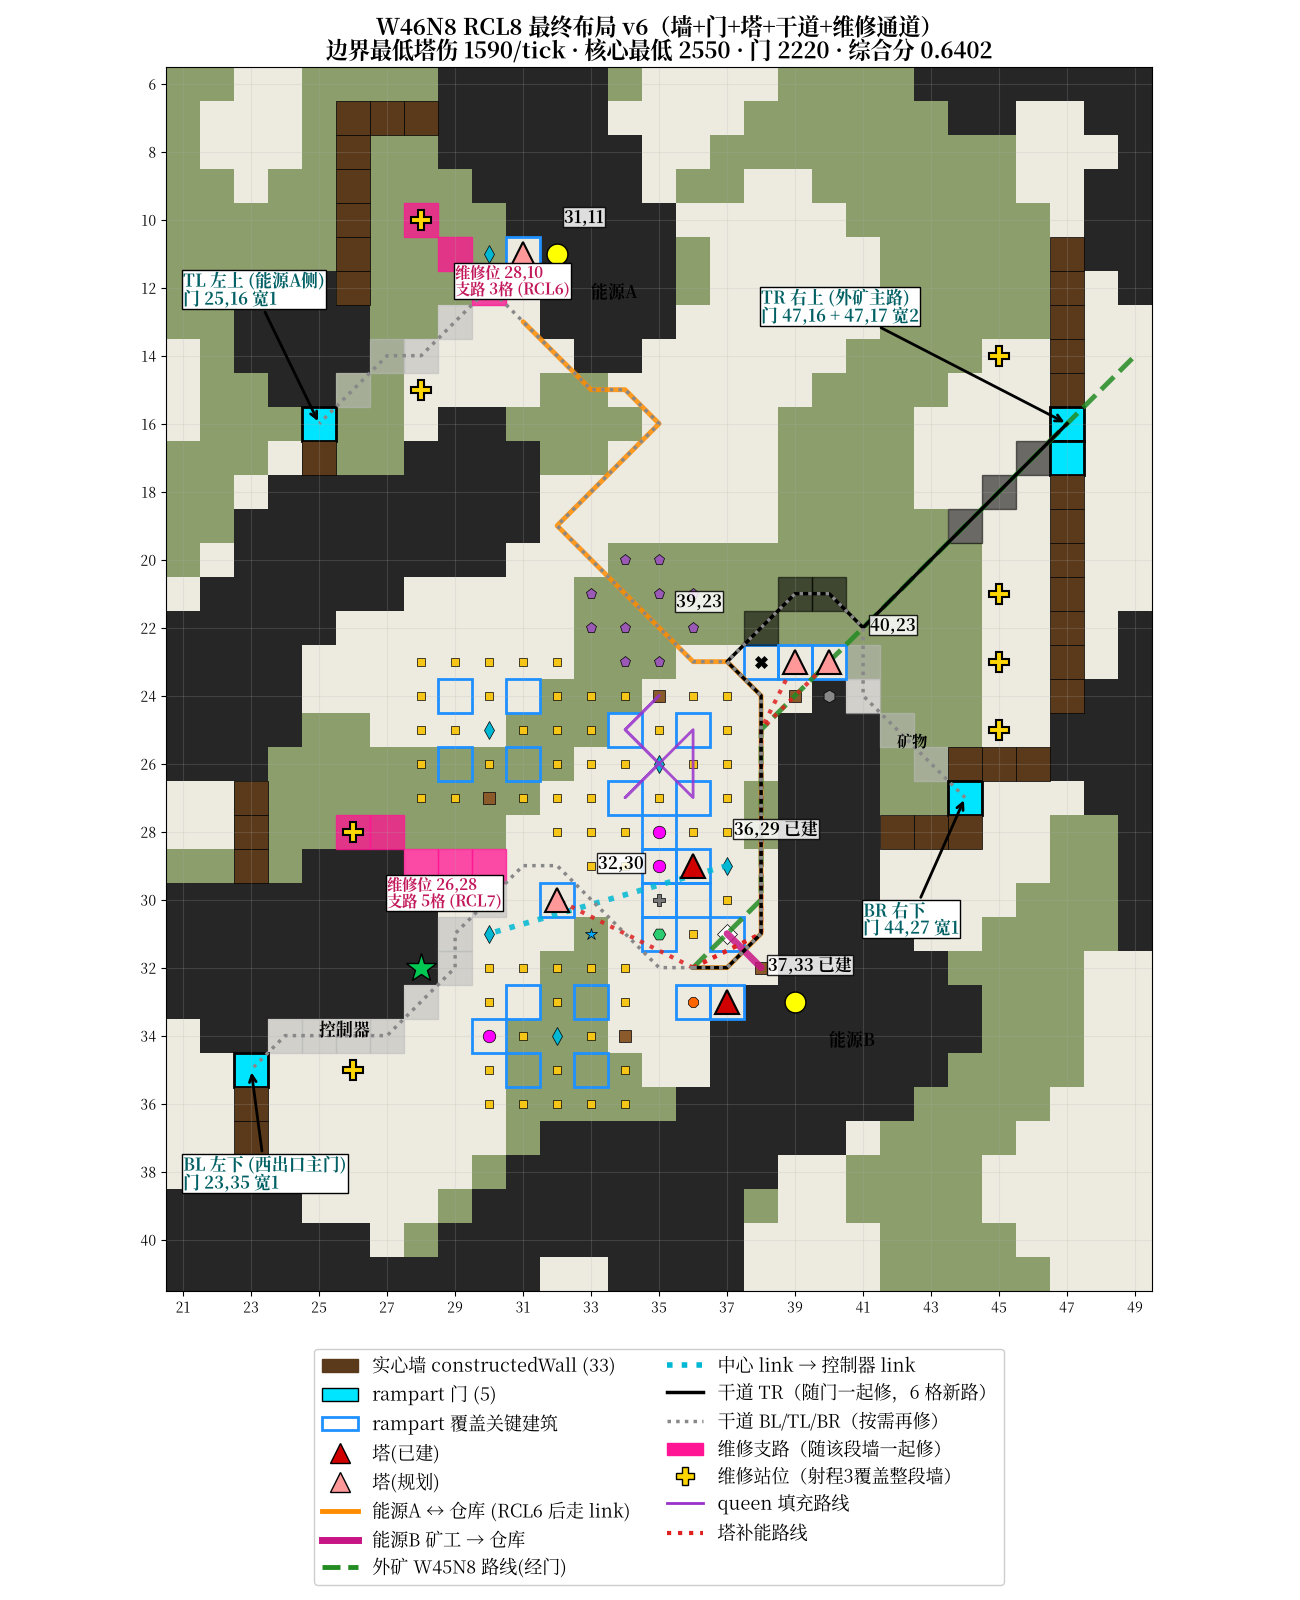 W46N8 RCL8 最终布局 v6（墙+门+塔+干道+维修通道）
边界最低塔伤 1590/tick · 核心最低 2550 · 门 2220 · 综合分 0.6402
6
8
10
12
14
16
18
20
22
24
26
28
30
32
34
36
38
40
31,11
能源A
维修位 28,10
支路 3格 (RCL6)
TL 左上 (能源A侧)
门 25,16 宽1
TR 右上 (外矿主路)
门 47,16 + 47,17 宽2
39,23
40,23
矿物
36,29 已建
32,30
维修位 26,28
支路 5格 (RCL7)
BR 右下
门 44,27 宽1
37,33 已建
控制器
能源B
BL 左下 (西出口主门)
门 23,35 宽1
21
23
25
27
29
31
33
35
37
39
41
43
45
47
49
实心墙 constructedWall (33)
rampart 门 (5)
rampart 覆盖关键建筑
塔(已建)
塔(规划)
能源A ↔ 仓库 (RCL6 后走 link)
能源B 矿工 → 仓库
外矿 W45N8 路线(经门)
中心 link → 控制器 link
干道 TR（随门一起修，6 格新路）
干道 BL/TL/BR（按需再修）
维修支路（随该段墙一起修）
维修站位（射程3覆盖整段墙）
queen 填充路线
塔补能路线